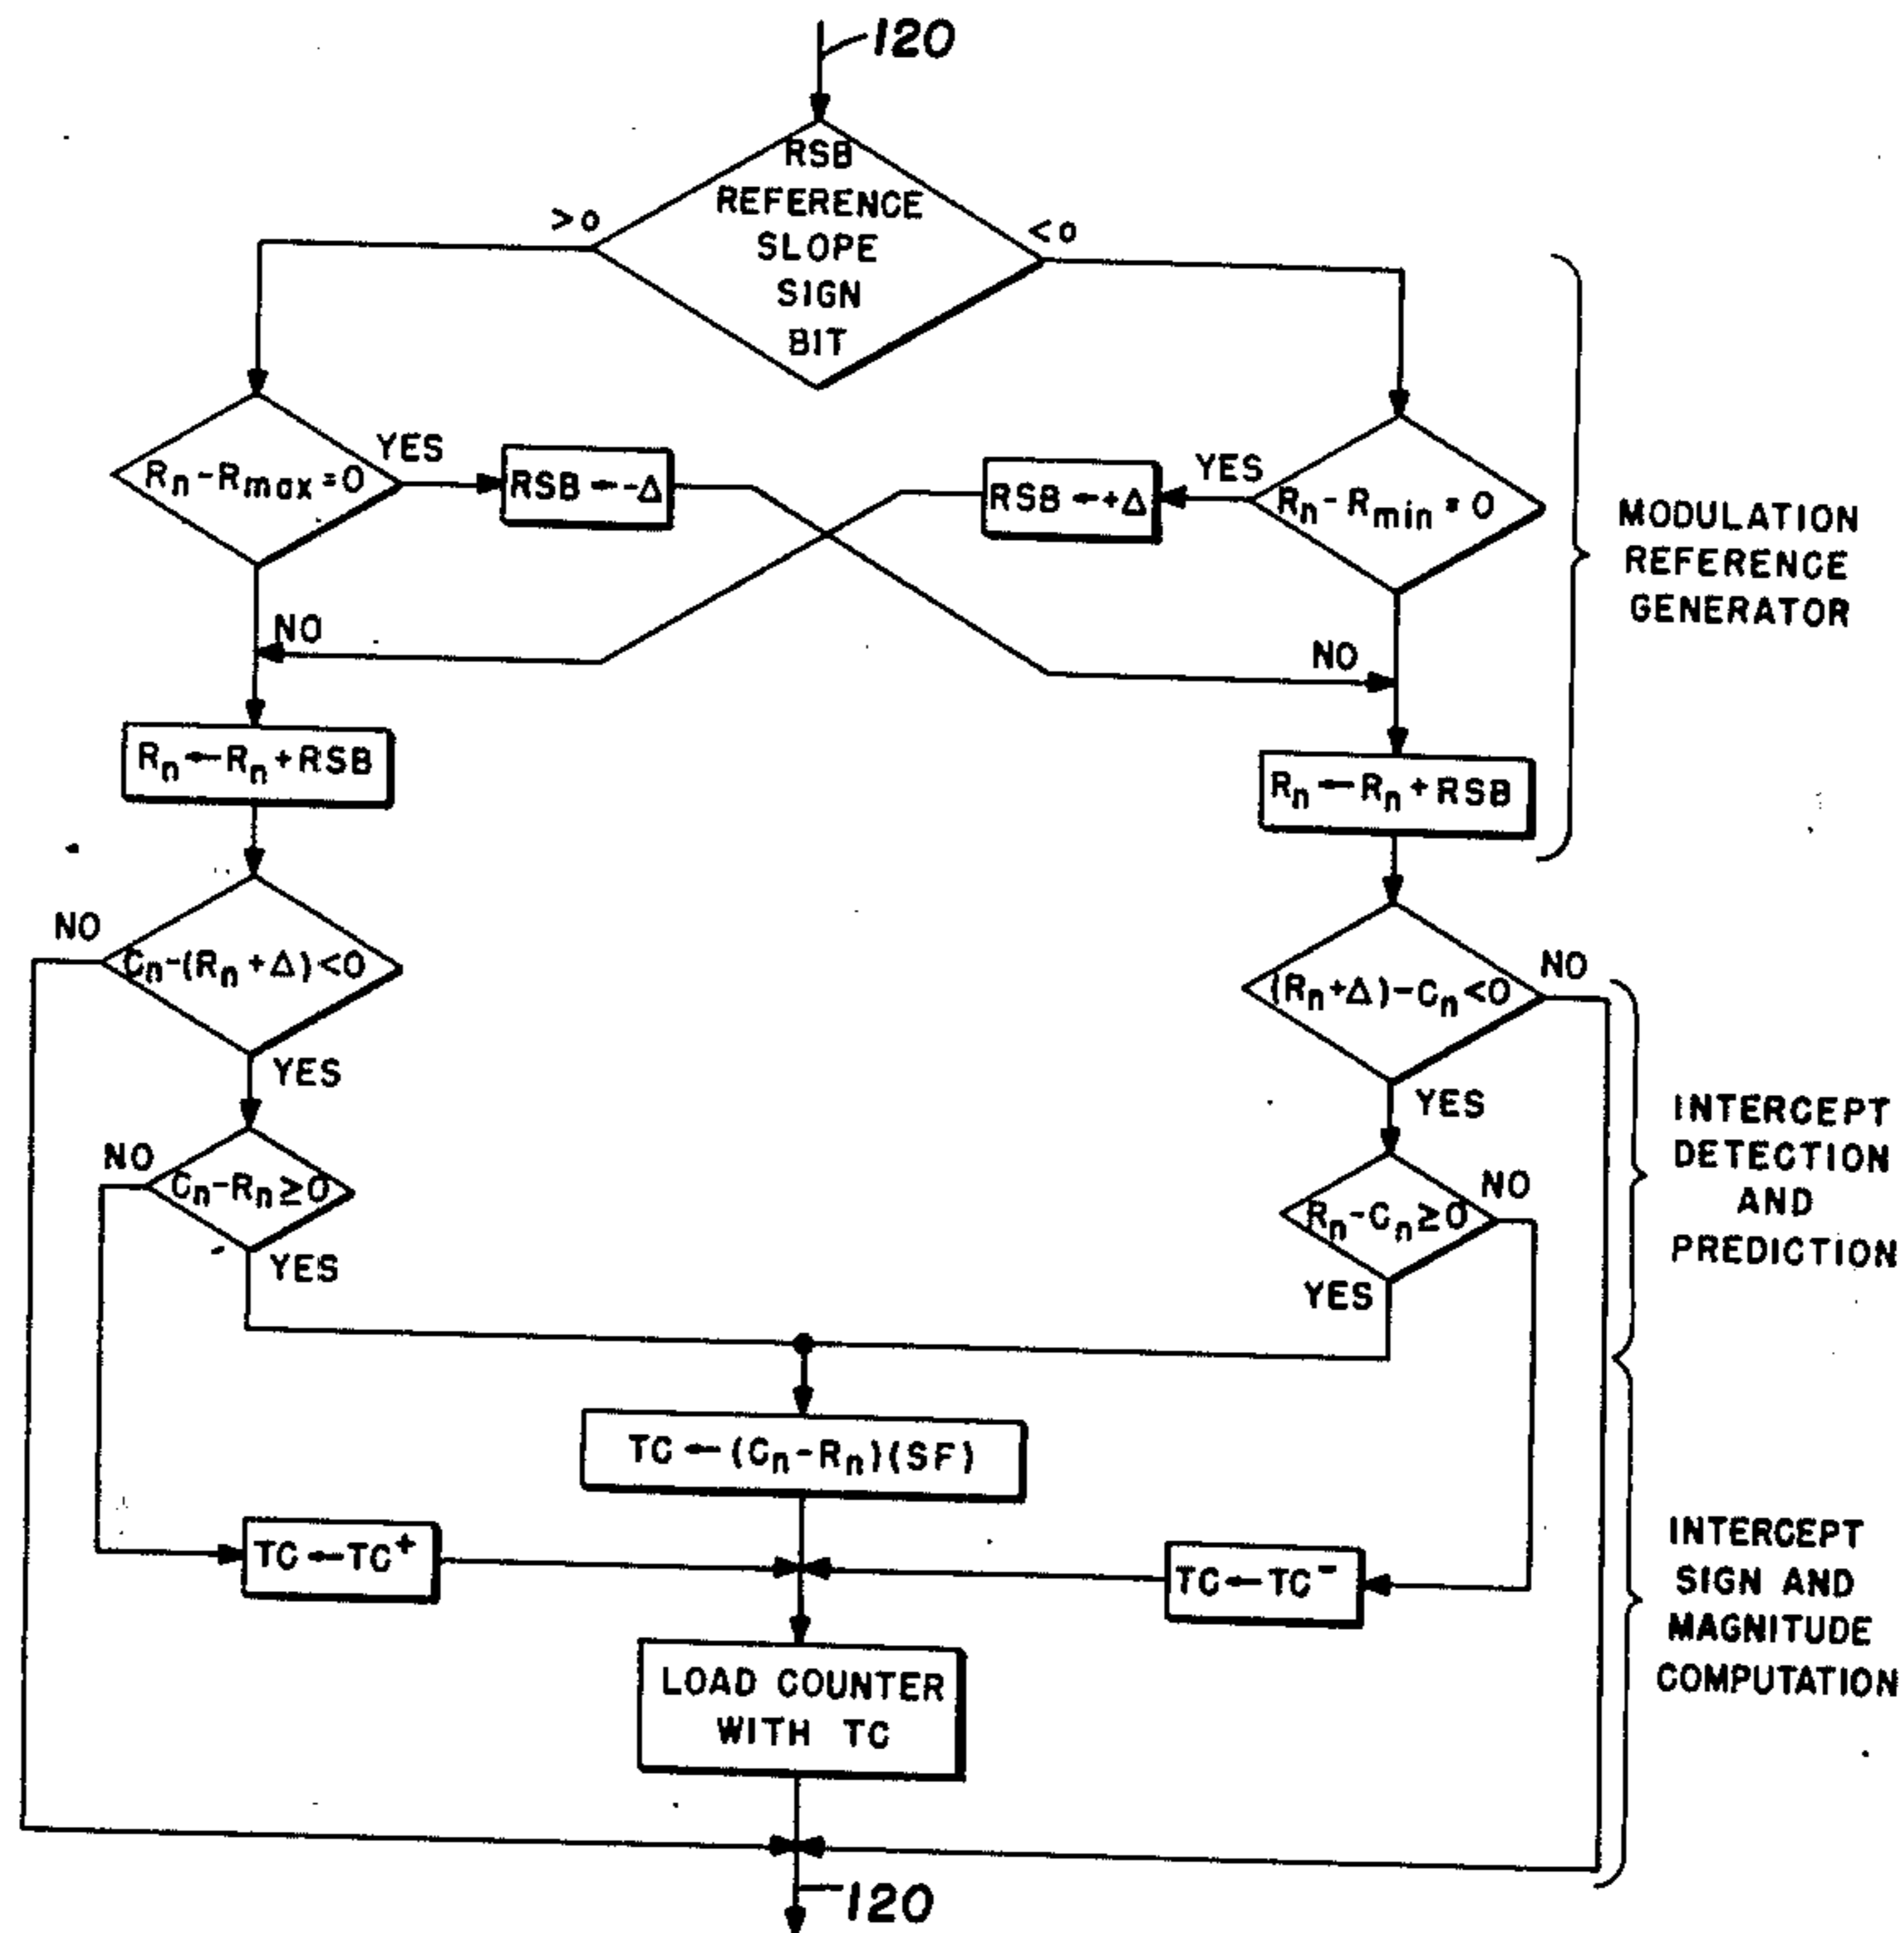 120
RSB
REFERENCE
SLOPE
SIGN
BIT
>0
<0
Rn-Rmax=0
YES
RSB←-Δ
RSB←+Δ
YES
Rn-Rmin=0
MODULATION
REFERENCE
GENERATOR
NO
NO
Rn←Rn+RSB
Rn←Rn+RSB
NO
Cn-(Rn+Δ)<0
YES
(Rn+Δ)-Cn<0
NO
YES
NO
Cn-Rn≥0
YES
Rn-Cn≥0
NO
YES
INTERCEPT
DETECTION
AND
PREDICTION
TC←(Cn-Rn)(SF)
TC←TC+
TC←TC-
INTERCEPT
SIGN AND
MAGNITUDE
COMPUTATION
LOAD COUNTER
WITH TC
120